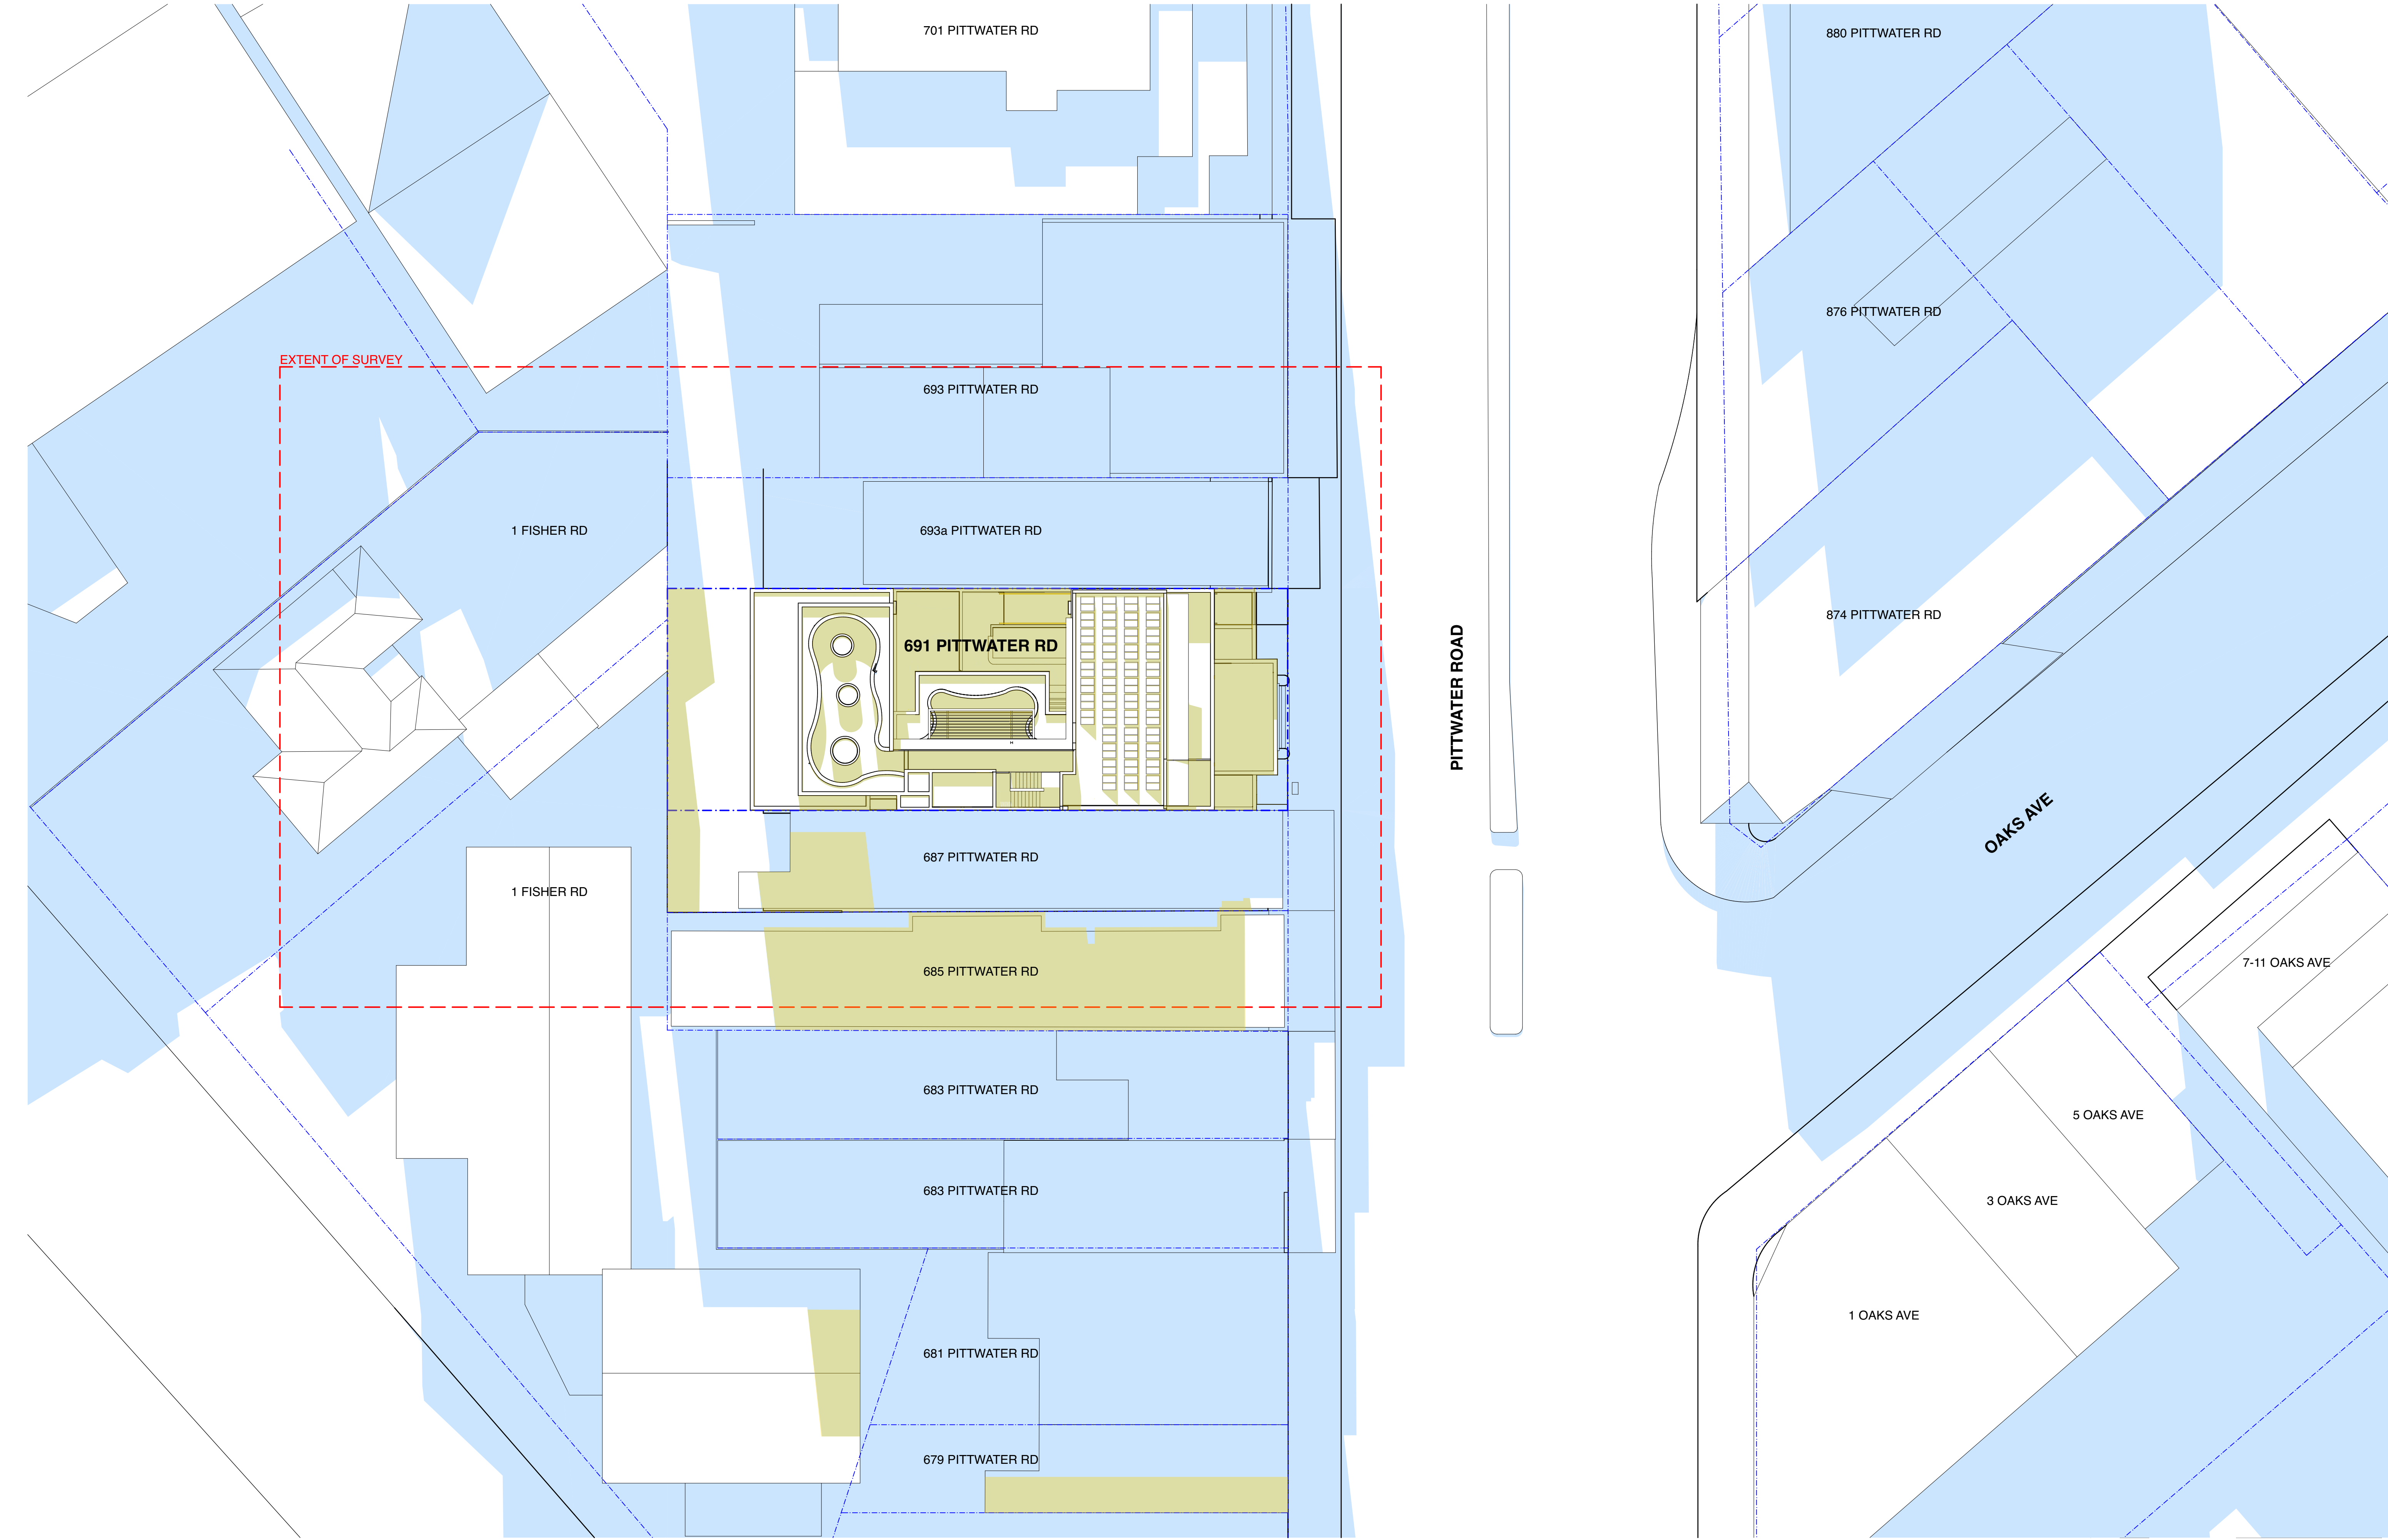 701 PITTWATER RD
880 PITTWATER RD
876 PITTWATER RD
EXTENT OF SURVEY
693 PITTWATER RD
1 FISHER RD
693a PITTWATER RD
874 PITTWATER RD
691 PITTWATER RD
PITTWATER ROAD
OAKS AVE
687 PITTWATER RD
1 FISHER RD
7-11 OAKS AVE
685 PITTWATER RD
683 PITTWATER RD
5 OAKS AVE
683 PITTWATER RD
3 OAKS AVE
1 OAKS AVE
681 PITTWATER RD
679 PITTWATER RD